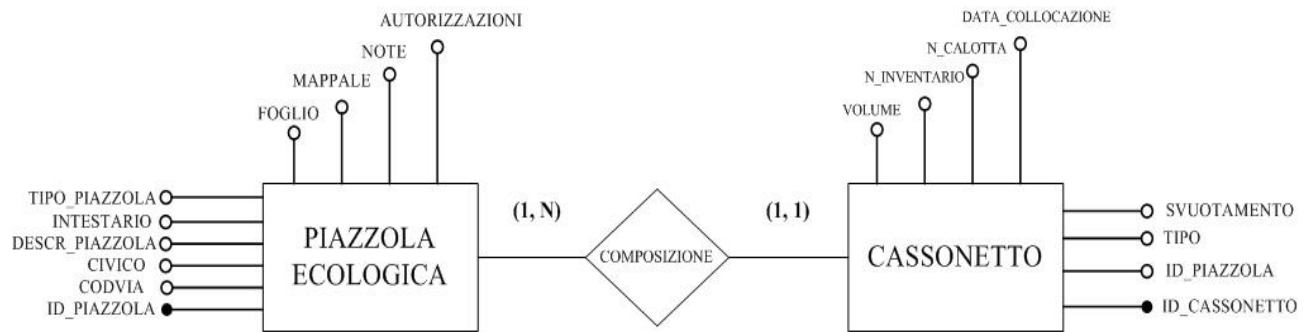 AUTORIZZAZIONI
NOTE
MAPPALE
FOGLIO
TIPO_PIAZZOLA
INTESTARIO
DESCR_PIAZZOLA
CIVICO
CODVIA
ID_PIAZZOLA
PIAZZOLA
ECOLOGICA
(1, N)
COMPOSIZIONE
(1, 1)
DATA_COLLOCAZIONE
N_CALOTTA
N_INVENTARIO
VOLUME
CASSONETTO
SVUOTAMENTO
TIPO
ID_PIAZZOLA
ID_CASSONETTO